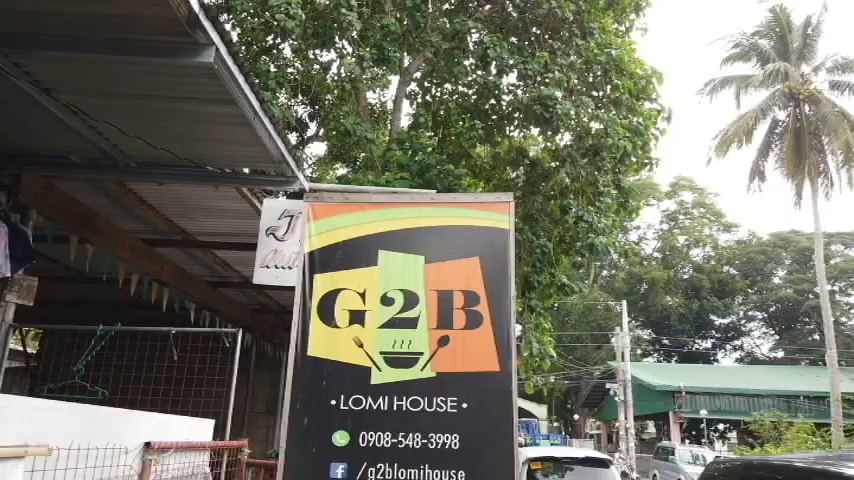 G2B
• LOMI HOUSE •
0908-548-3998
/g2blomihouse